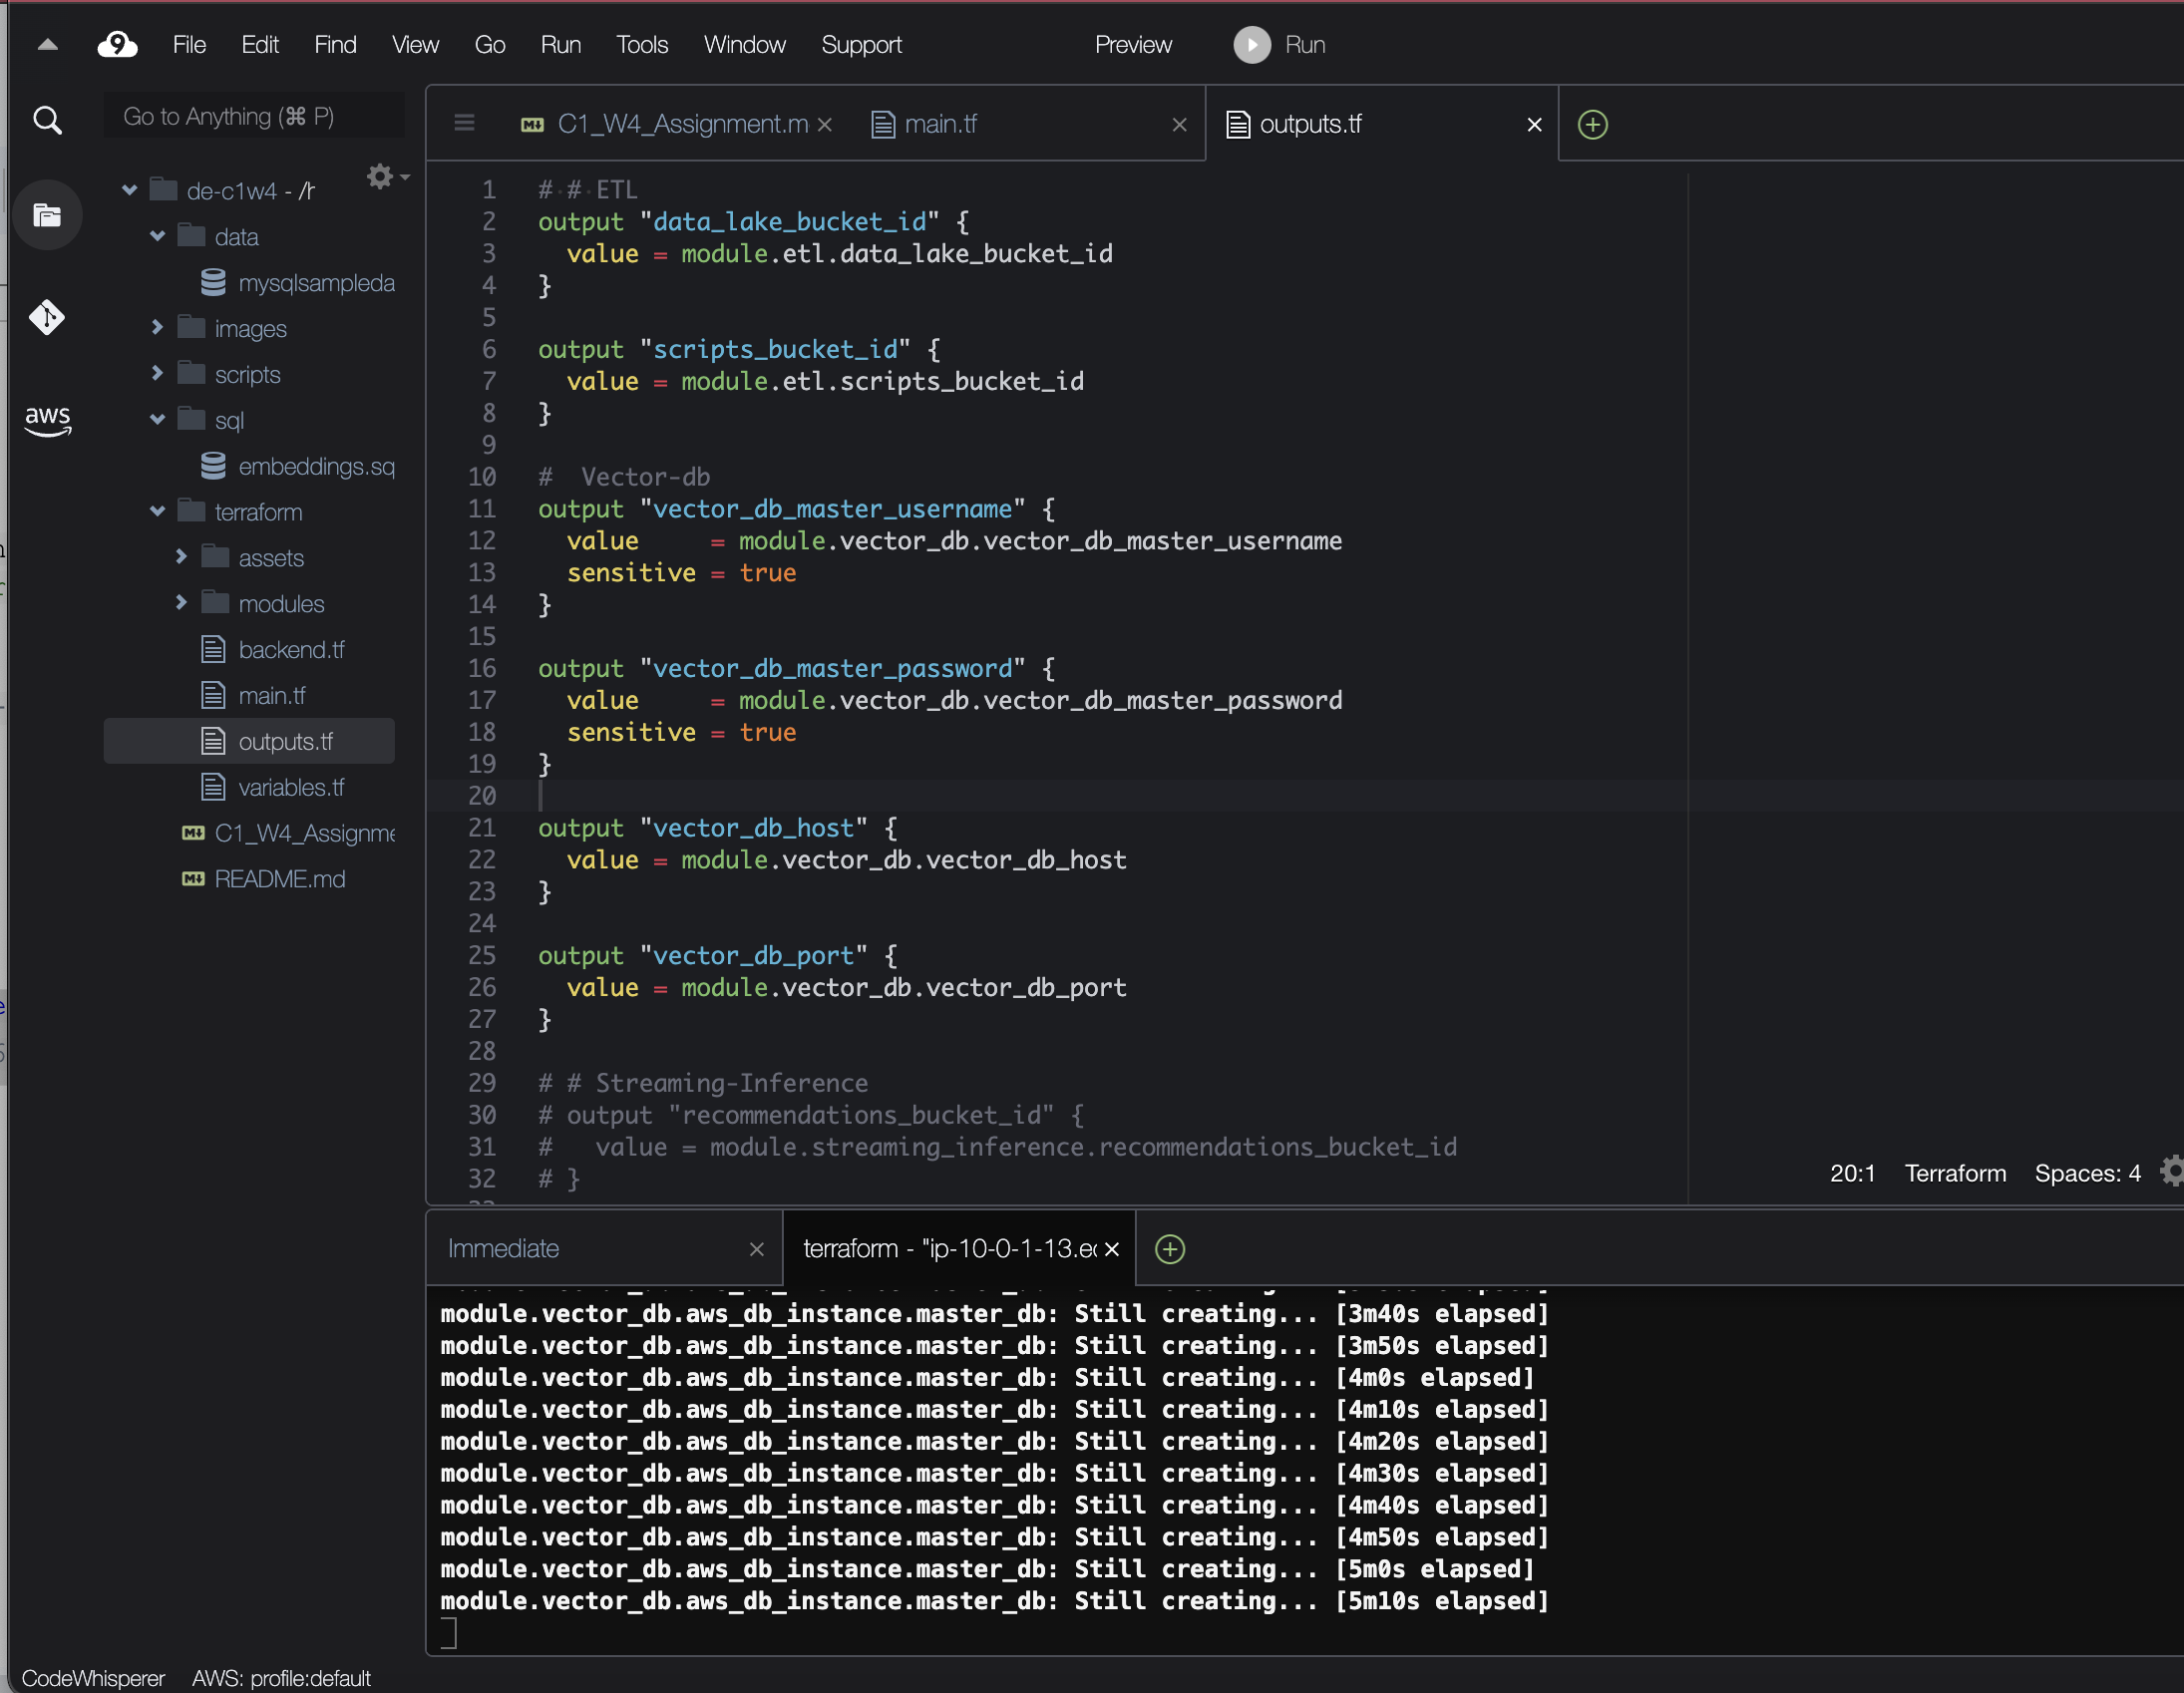 9 File Edit Find View Go Run Tools Window Support Preview Run
Go to Anything (⌘ P)
de-c1w4 - /h
data
mysqlsampleda
images
scripts
sql
embeddings.sq
terraform
assets
modules
backend.tf
main.tf
outputs.tf
variables.tf
C1_W4_Assignme
README.md
aws
C1_W4_Assignment.m main.tf outputs.tf
1 # # ETL
2 output "data_lake_bucket_id" {
3   value = module.etl.data_lake_bucket_id
4 }
5
6 output "scripts_bucket_id" {
7   value = module.etl.scripts_bucket_id
8 }
9
10 #  Vector-db
11 output "vector_db_master_username" {
12   value     = module.vector_db.vector_db_master_username
13   sensitive = true
14 }
15
16 output "vector_db_master_password" {
17   value     = module.vector_db.vector_db_master_password
18   sensitive = true
19 }
20
21 output "vector_db_host" {
22   value = module.vector_db.vector_db_host
23 }
24
25 output "vector_db_port" {
26   value = module.vector_db.vector_db_port
27 }
28
29 # # Streaming-Inference
30 # output "recommendations_bucket_id" {
31 #   value = module.streaming_inference.recommendations_bucket_id
32 # }
20:1 Terraform Spaces: 4
Immediate terraform - "ip-10-0-1-13.ec
module.vector_db.aws_db_instance.master_db: Still creating... [3m40s elapsed]
module.vector_db.aws_db_instance.master_db: Still creating... [3m50s elapsed]
module.vector_db.aws_db_instance.master_db: Still creating... [4m0s elapsed]
module.vector_db.aws_db_instance.master_db: Still creating... [4m10s elapsed]
module.vector_db.aws_db_instance.master_db: Still creating... [4m20s elapsed]
module.vector_db.aws_db_instance.master_db: Still creating... [4m30s elapsed]
module.vector_db.aws_db_instance.master_db: Still creating... [4m40s elapsed]
module.vector_db.aws_db_instance.master_db: Still creating... [4m50s elapsed]
module.vector_db.aws_db_instance.master_db: Still creating... [5m0s elapsed]
module.vector_db.aws_db_instance.master_db: Still creating... [5m10s elapsed]
CodeWhisperer AWS: profile:default